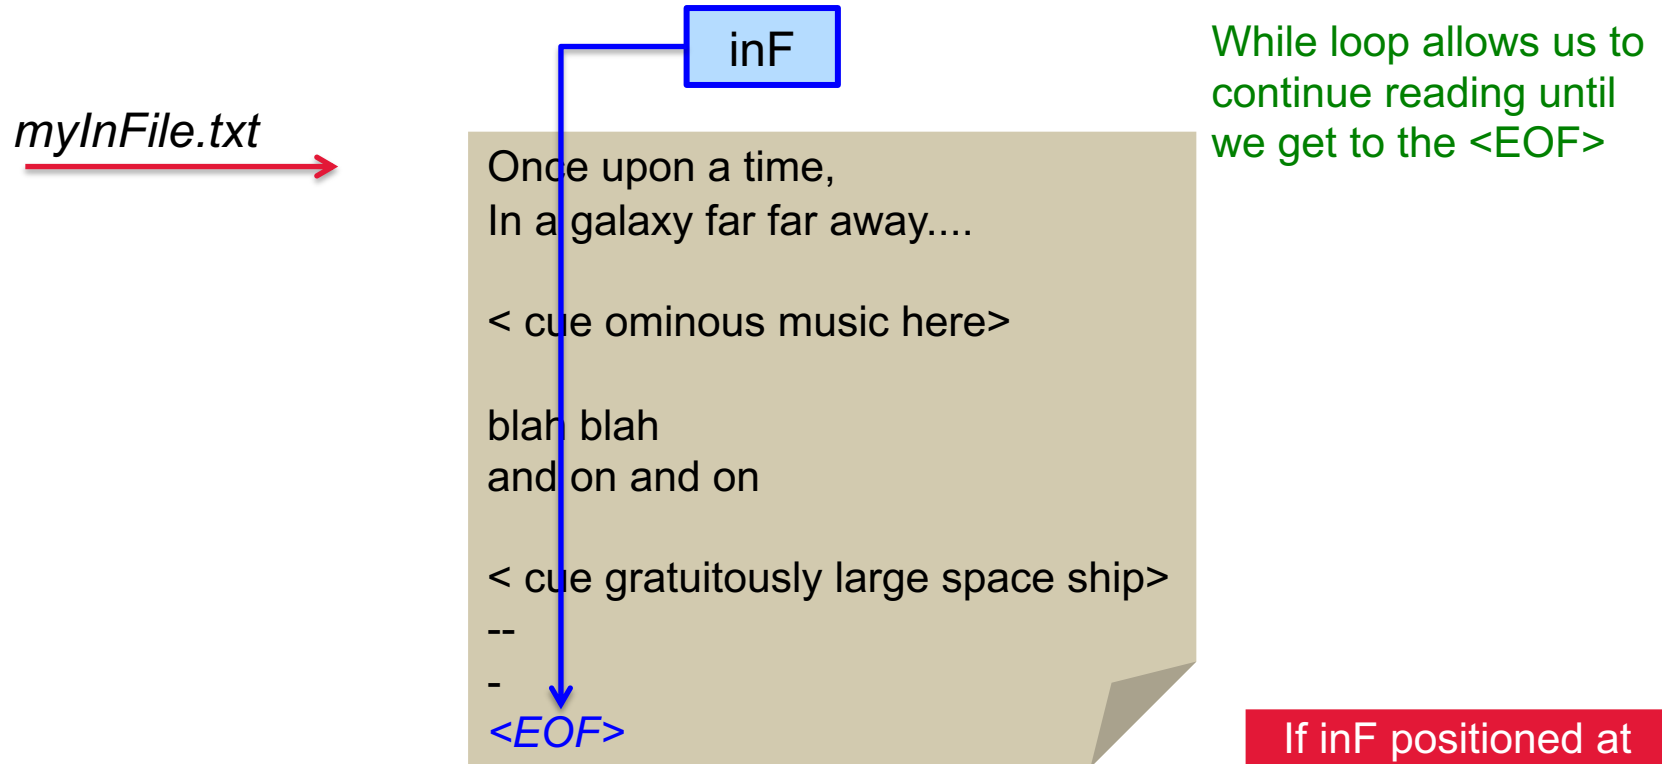 inF
While loop allows us to
continue reading until
we get to the <EOF>
myInFile.txt
Once upon a time,
In a galaxy far far away....
< cue ominous music here>
blah blah
and on and on
< cue gratuitously large space ship>
--
-
<EOF>
If inF positioned at